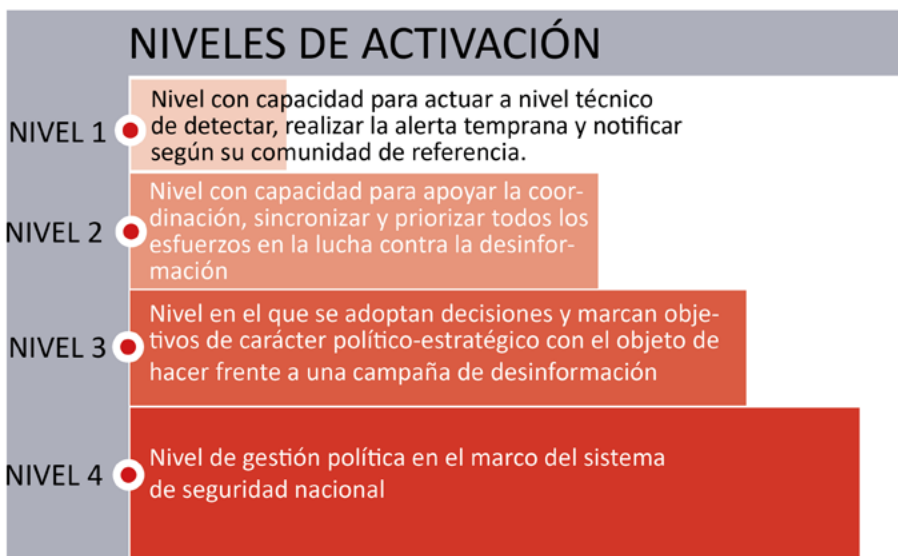 NIVELES DE ACTIVACIÓN
NIVEL 1
Nivel con capacidad para actuar a nivel técnico
de detectar, realizar la alerta temprana y notificar
según su comunidad de referencia.
NIVEL 2
Nivel con capacidad para apoyar la coor-
dinación, sincronizar y priorizar todos los
esfuerzos en la lucha contra la desinfor-
mación
NIVEL 3
Nivel en el que se adoptan decisiones y marcan obje-
tivos de carácter político-estratégico con el objeto de
hacer frente a una campaña de desinformación
NIVEL 4
Nivel de gestión política en el marco del sistema
de seguridad nacional